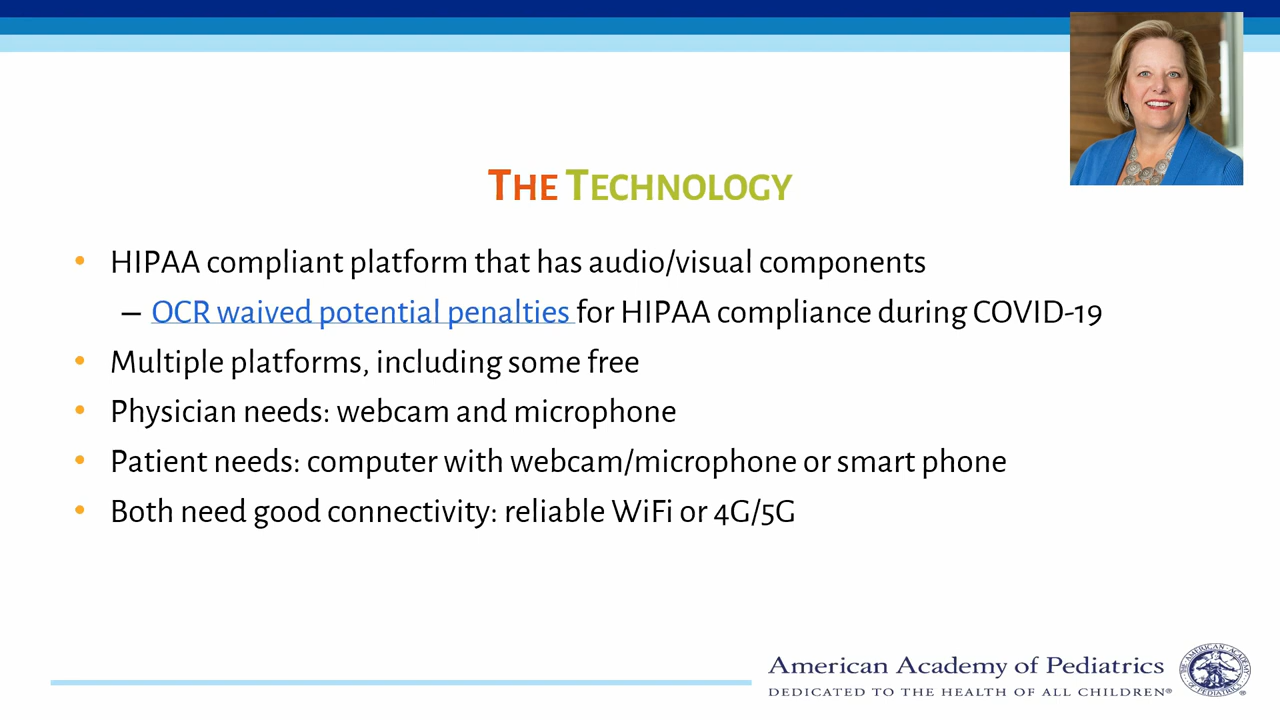 THE TECHNOLOGY
• HIPAA compliant platform that has audio/visual components
– OCR waived potential penalties for HIPAA compliance during COVID-19
• Multiple platforms, including some free
• Physician needs: webcam and microphone
• Patient needs: computer with webcam/microphone or smart phone
• Both need good connectivity: reliable WiFi or 4G/5G
American Academy of Pediatrics
DEDICATED TO THE HEALTH OF ALL CHILDREN®